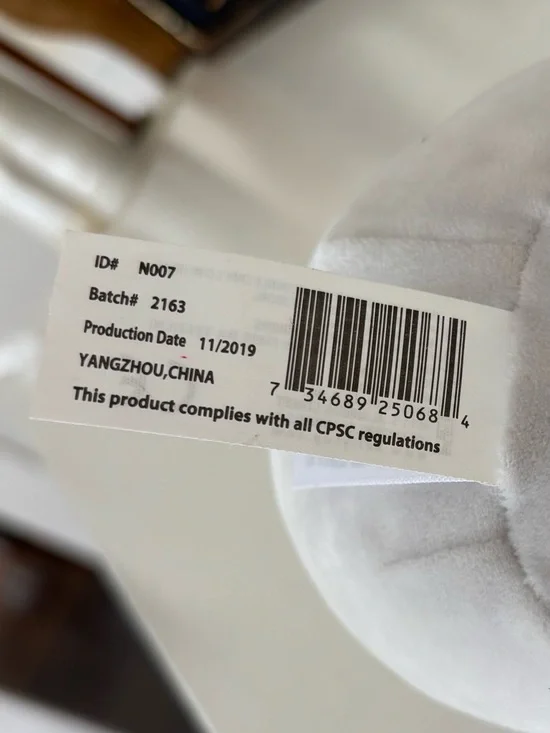 ID# N007
Batch# 2163
Production Date 11/2019
YANGZHOU,CHINA
7 34689 25068 4
This product complies with all CPSC regulations